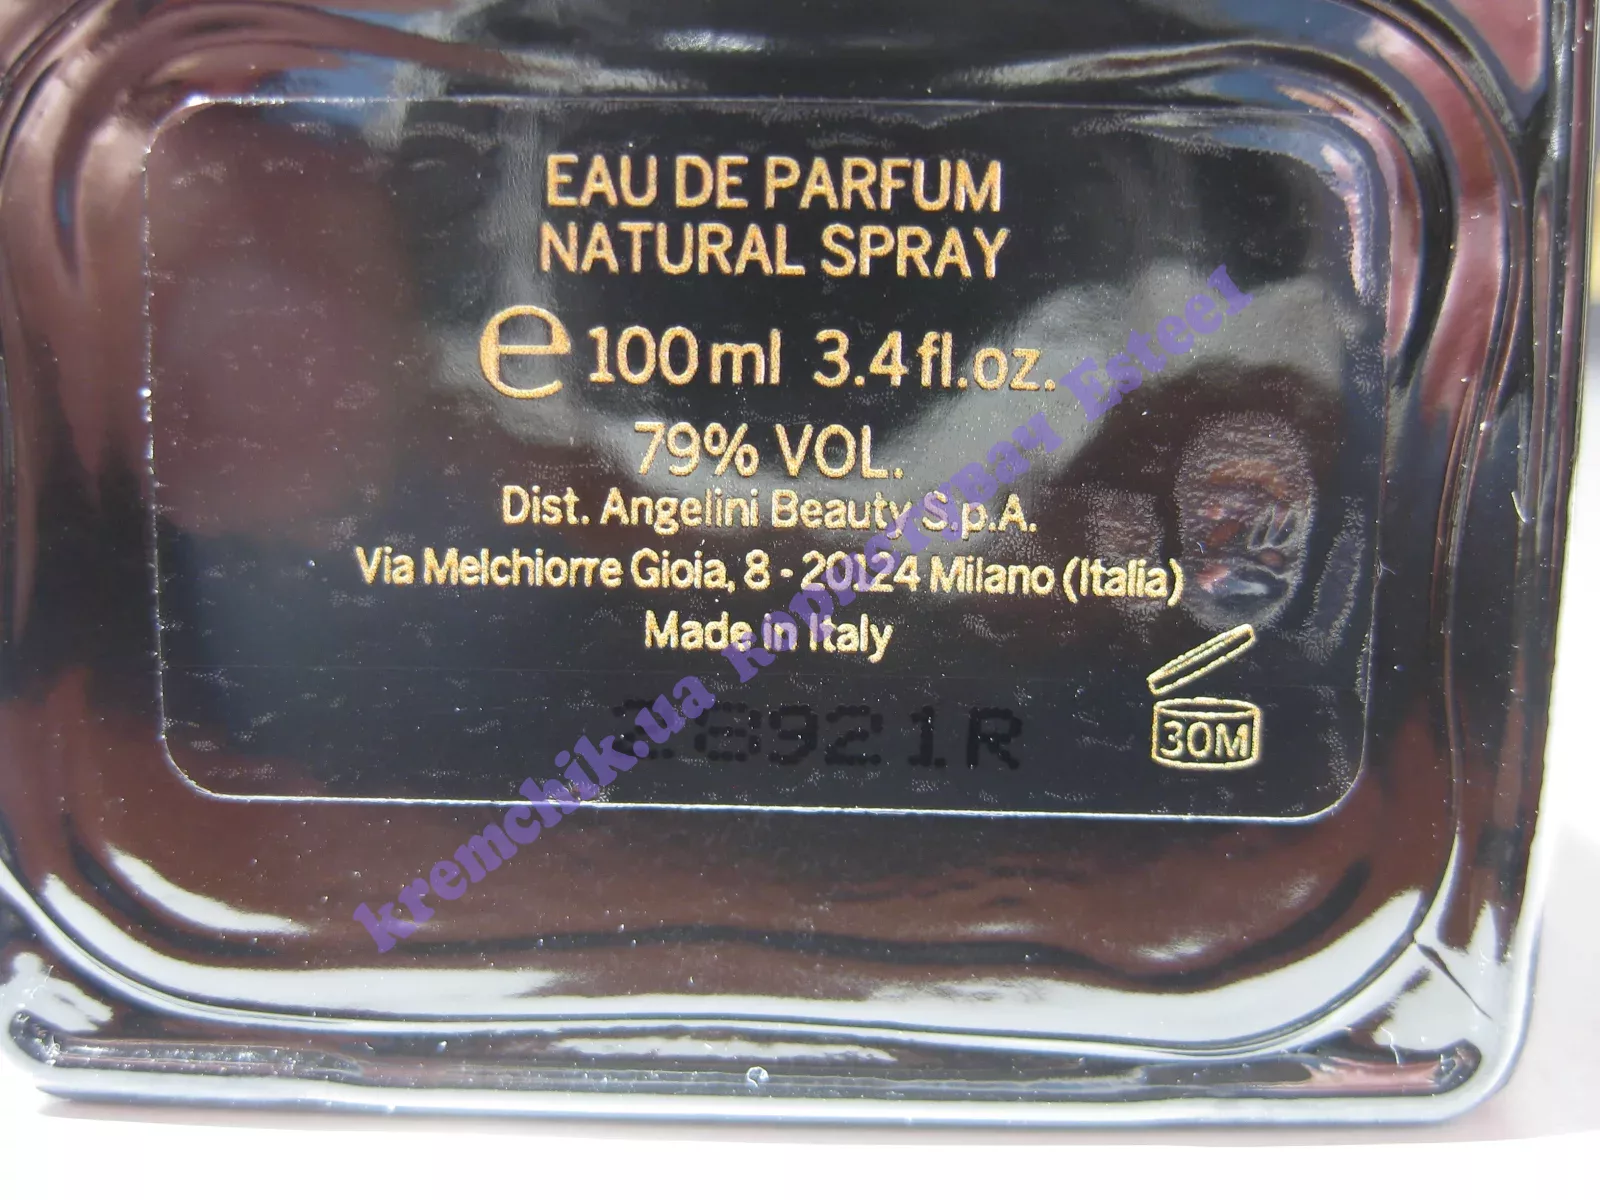 EAU DE PARFUM
NATURAL SPRAY
e 100 ml 3.4 fl.oz.
79% VOL.
Dist. Angelini Beauty S.p.A.
Via Melchiorre Gioia, 8 - 20124 Milano (Italia)
Made in Italy
28921R
30M
kremchik.ua